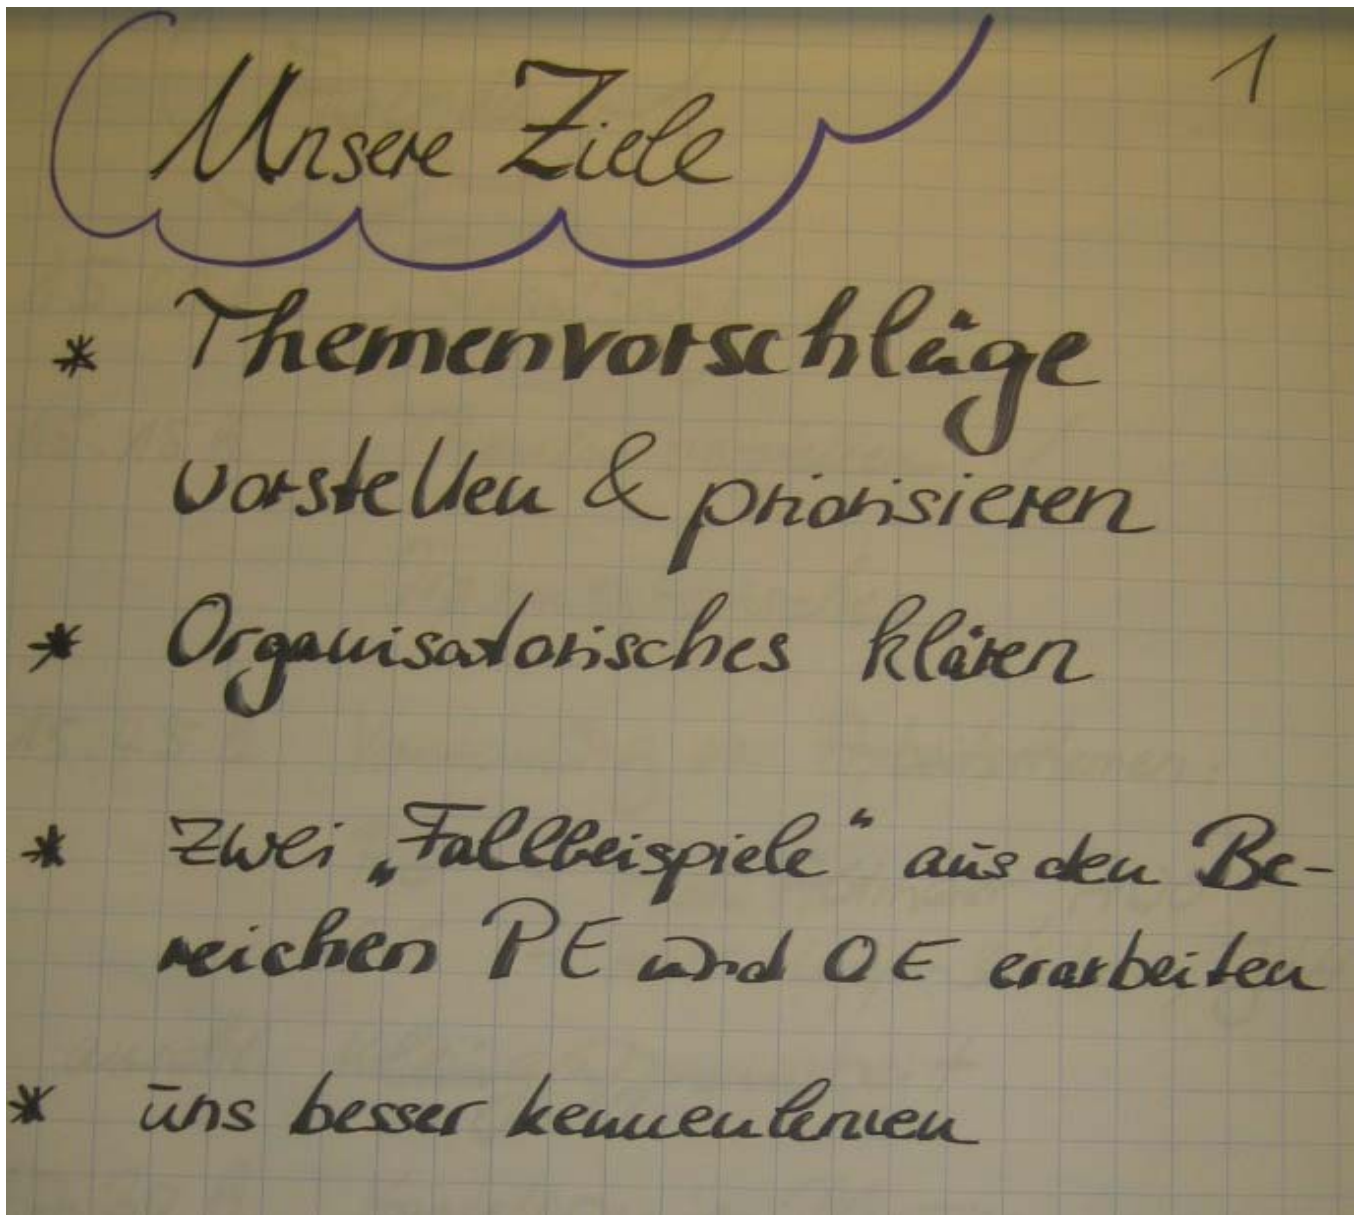 Unsere Ziele
1
* Themenvorschläge
vorstellen & priorisieren
* Organisatorisches klären
* Zwei „Fallbeispiele“ aus den Be-
reichen PE und OE erarbeiten
* uns besser kennenlernen